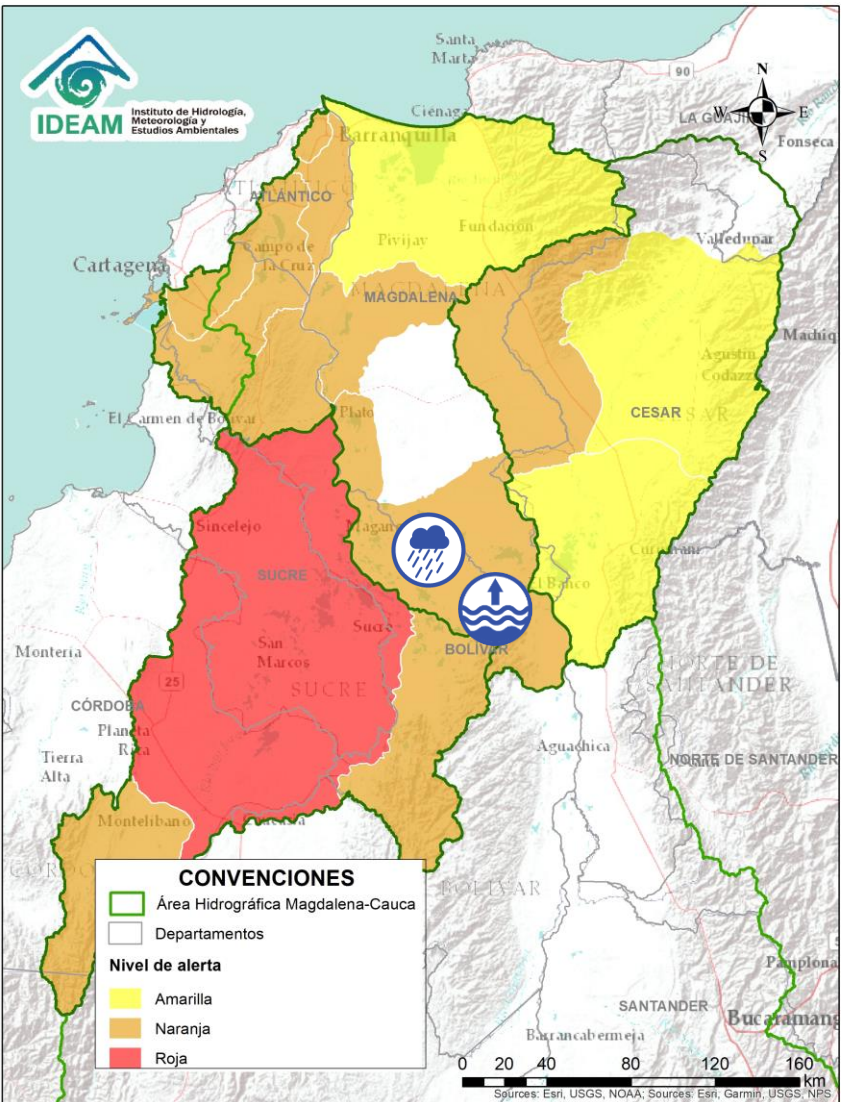 IDEAM
Instituto de Hidrología,
Meteorología y
Estudios Ambientales
Santa
Marta
90
N
W
E
S
LA GUAJIRA
Fonseca
Ciénaga
Barranquilla
ATLÁNTICO
Fundación
Pivijay
Valledupar
Campo de
la Cruz
Cartagena
MAGDALENA
MAGDALENA
Agustín
Codazzi
CESAR
El Carmen de Bolívar
Plato
Sincelejo
SUCRE
El Banco
Sucre
BOLÍVAR
San
Marcos
SUCRE
Montería
25
CÓRDOBA
Planeta
Rica
Tierra
Alta
NORTE DE
SANTANDER
Aguachica
NORTE DE SANTANDER
Montelíbano
BOLÍVAR
CONVENCIONES
Área Hidrográfica Magdalena-Cauca
Departamentos
Nivel de alerta
Amarilla
Naranja
Roja
Pamplona
SANTANDER
Bucaramang
Barrancabermeja
0 20 40 80 120 160
km
Sources: Esri, USGS, NOAA; Sources: Esri, Garmin, USGS, NPS